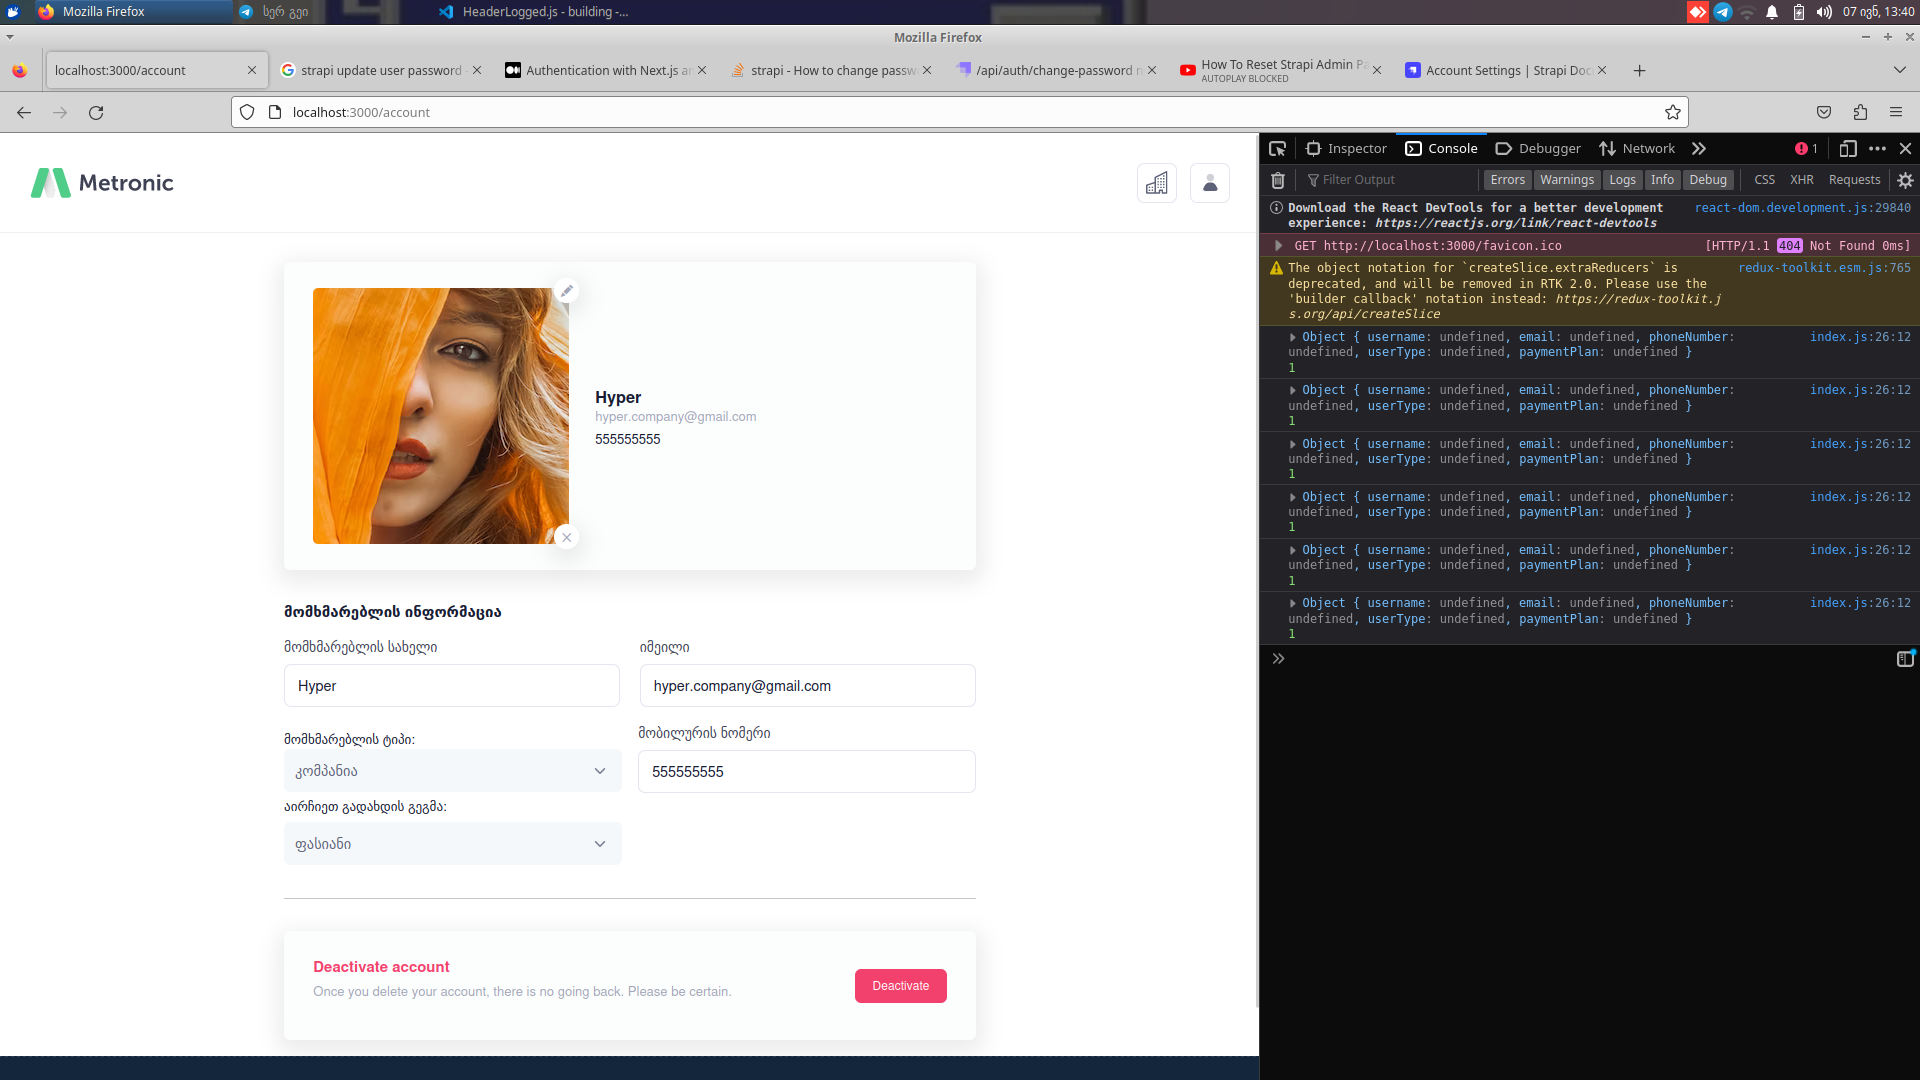 Mozilla Firefox
სერ გეი
HeaderLogged.js - building -...
07 ივნ, 13:40
Mozilla Firefox
localhost:3000/account
strapi update user password -
Authentication with Next.js an
strapi - How to change passw
/api/auth/change-password n
How To Reset Strapi Admin Pa
AUTOPLAY BLOCKED
Account Settings | Strapi Doc
localhost:3000/account
Metronic
Hyper
hyper.company@gmail.com
555555555
მომხმარებლის ინფორმაცია
მომხმარებლის სახელი
იმეილი
Hyper
hyper.company@gmail.com
მომხმარებლის ტიპი:
მობილურის ნომერი
კომპანია
555555555
აირჩიეთ გადახდის გეგმა:
ფასიანი
Deactivate account
Once you delete your account, there is no going back. Please be certain.
Deactivate
Inspector
Console
Debugger
Network
1
Filter Output
Errors
Warnings
Logs
Info
Debug
CSS
XHR
Requests
Download the React DevTools for a better development react-dom.development.js:29840
experience: https://reactjs.org/link/react-devtools
GET http://localhost:3000/favicon.ico [HTTP/1.1 404 Not Found 0ms]
The object notation for `createSlice.extraReducers` is redux-toolkit.esm.js:765
deprecated, and will be removed in RTK 2.0. Please use the
'builder callback' notation instead: https://redux-toolkit.j
s.org/api/createSlice
Object { username: undefined, email: undefined, phoneNumber: index.js:26:12
undefined, userType: undefined, paymentPlan: undefined }
1
Object { username: undefined, email: undefined, phoneNumber: index.js:26:12
undefined, userType: undefined, paymentPlan: undefined }
1
Object { username: undefined, email: undefined, phoneNumber: index.js:26:12
undefined, userType: undefined, paymentPlan: undefined }
1
Object { username: undefined, email: undefined, phoneNumber: index.js:26:12
undefined, userType: undefined, paymentPlan: undefined }
1
Object { username: undefined, email: undefined, phoneNumber: index.js:26:12
undefined, userType: undefined, paymentPlan: undefined }
1
Object { username: undefined, email: undefined, phoneNumber: index.js:26:12
undefined, userType: undefined, paymentPlan: undefined }
1